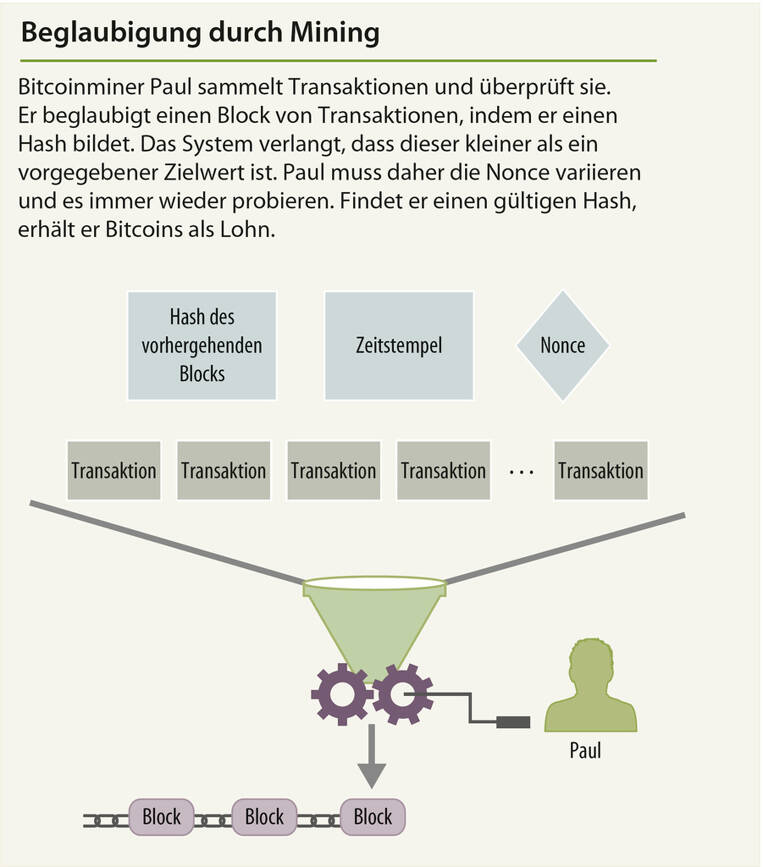 Beglaubigung durch Mining
Bitcoinminer Paul sammelt Transaktionen und überprüft sie.
Er beglaubigt einen Block von Transaktionen, indem er einen
Hash bildet. Das System verlangt, dass dieser kleiner als ein
vorgegebener Zielwert ist. Paul muss daher die Nonce variieren
und es immer wieder probieren. Findet er einen gültigen Hash,
erhält er Bitcoins als Lohn.
Hash des
vorhergehenden
Blocks
Zeitstempel
Nonce
Transaktion Transaktion Transaktion Transaktion ... Transaktion
Paul
Block Block Block